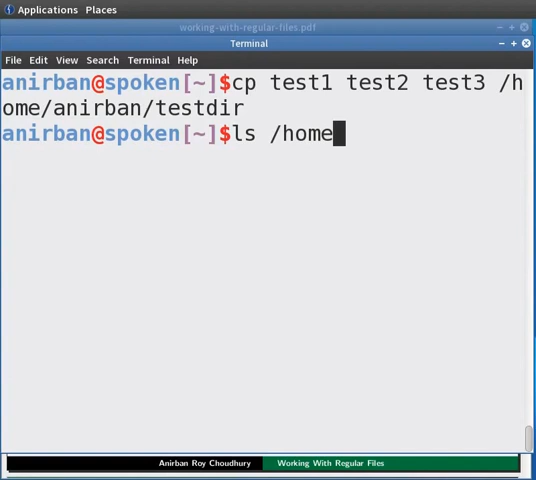 Applications Places
working-with-regular-files.pdf
Terminal
File Edit View Search Terminal Help
anirban@spoken[~]$cp test1 test2 test3 /h
ome/anirban/testdir
anirban@spoken[~]$ls /home
Anirban Roy Choudhury Working With Regular Files